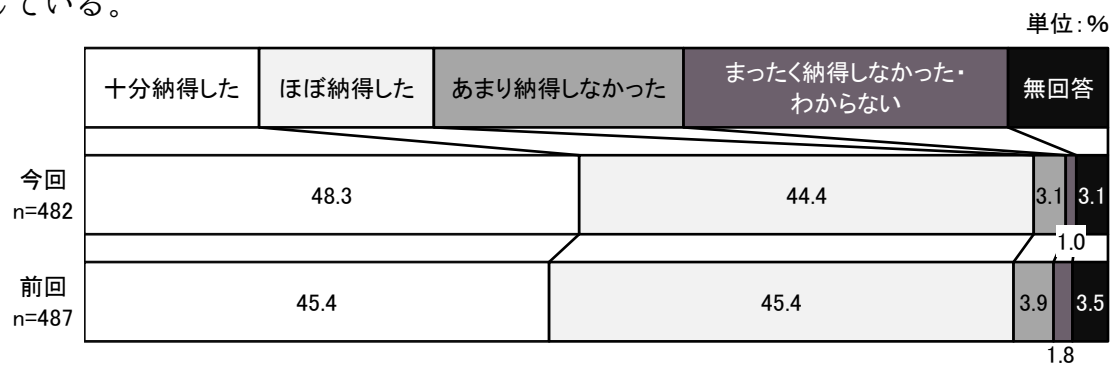 している。
単位:%
十分納得した ほぼ納得した あまり納得しなかった まったく納得しなかった・
わからない 無回答
今回
n=482
48.3 44.4 3.1 3.1
1.0
前回
n=487
45.4 45.4 3.9 3.5
1.8